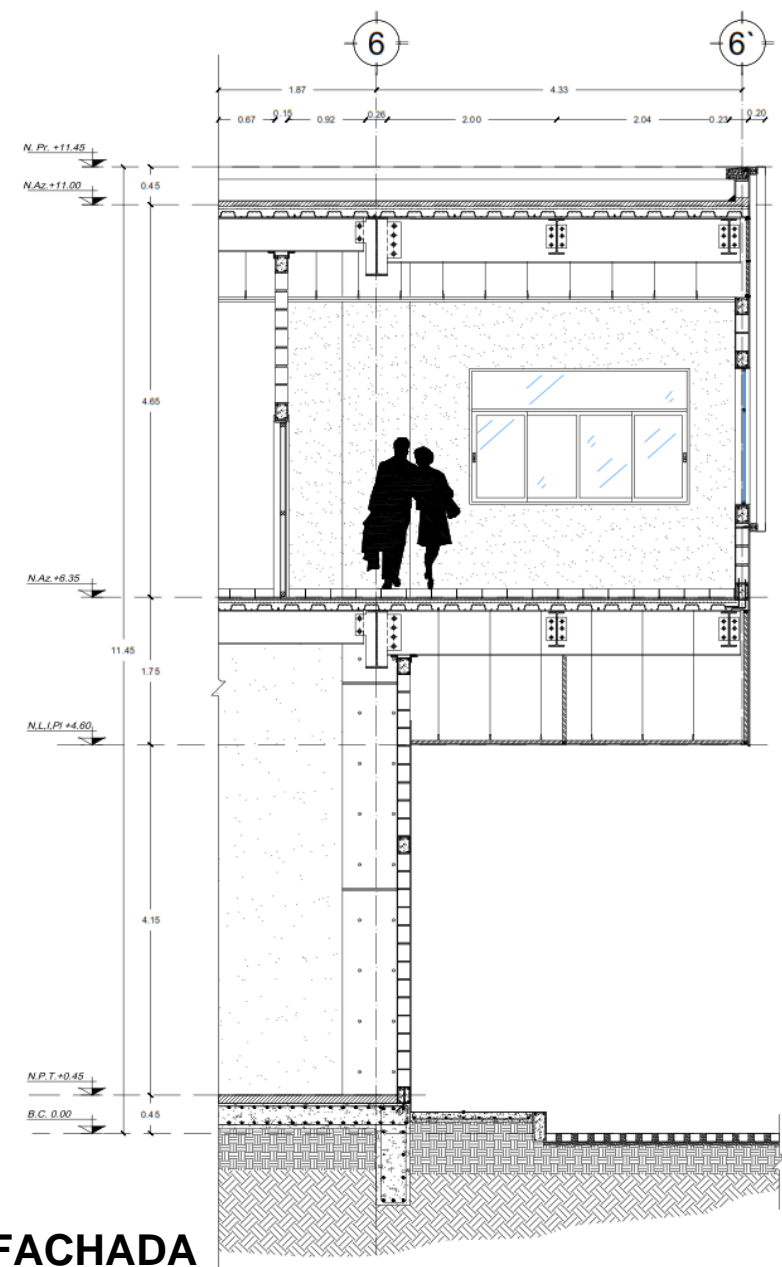 6 6`
1.87 4.33
0.67 0.15 0.92 0.26 2.00 2.04 0.23 0.20
N. Pr. +11.45
0.45
N.Az.+11.00
4.65
N.Az.+6.35
11.45
1.75
N,L,I,Pl +4.60
4.15
N.P.T.+0.45
B.C. 0.00 0.45
FACHADA